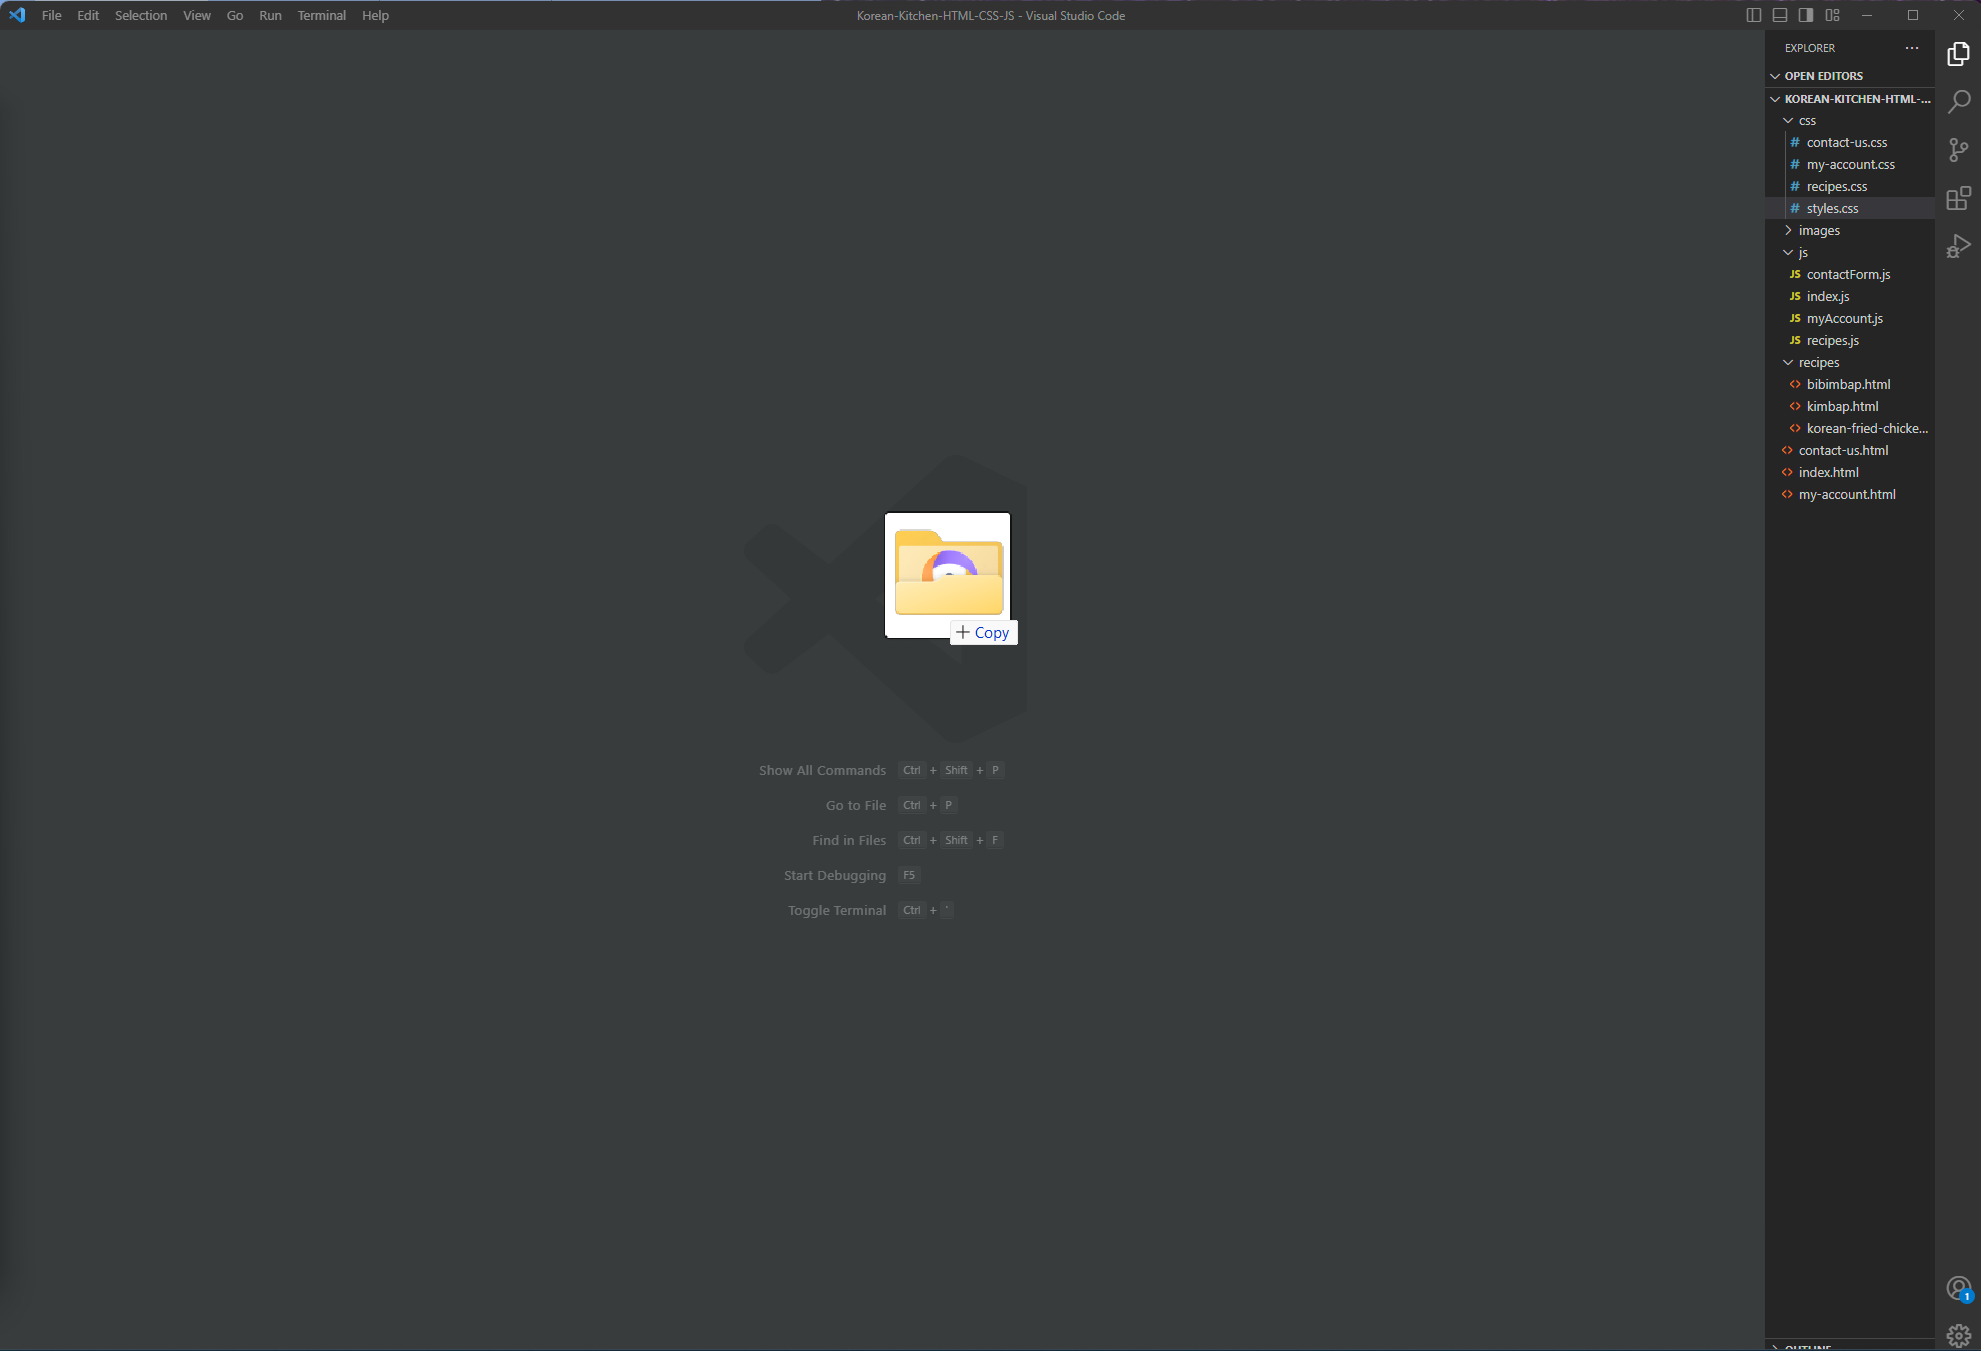 File Edit Selection View Go Run Terminal Help
Korean-Kitchen-HTML-CSS-JS - Visual Studio Code
EXPLORER
OPEN EDITORS
KOREAN-KITCHEN-HTML-...
css
# contact-us.css
# my-account.css
# recipes.css
# styles.css
images
js
JS contactForm.js
JS index.js
JS myAccount.js
JS recipes.js
recipes
<> bibimbap.html
<> kimbap.html
<> korean-fried-chicke...
<> contact-us.html
<> index.html
<> my-account.html
+ Copy
Show All Commands Ctrl + Shift + P
Go to File Ctrl + P
Find in Files Ctrl + Shift + F
Start Debugging F5
Toggle Terminal Ctrl + '
1
OUTLINE